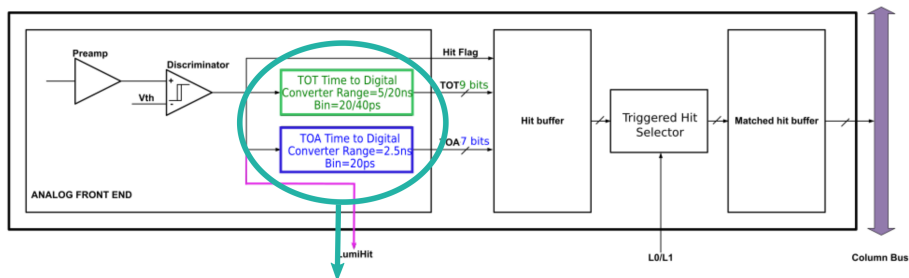 Preamp
Discriminator
+
Vth
-
Hit Flag
TOT Time to Digital
Converter Range=5/20ns
Bin=20/40ps
TOT9 bits
TOA Time to Digital
Converter Range=2.5ns
Bin=20ps
TOA7 bits
ANALOG FRONT END
LumiHit
Hit buffer
Triggered Hit
Selector
L0/L1
Matched hit buffer
Column Bus